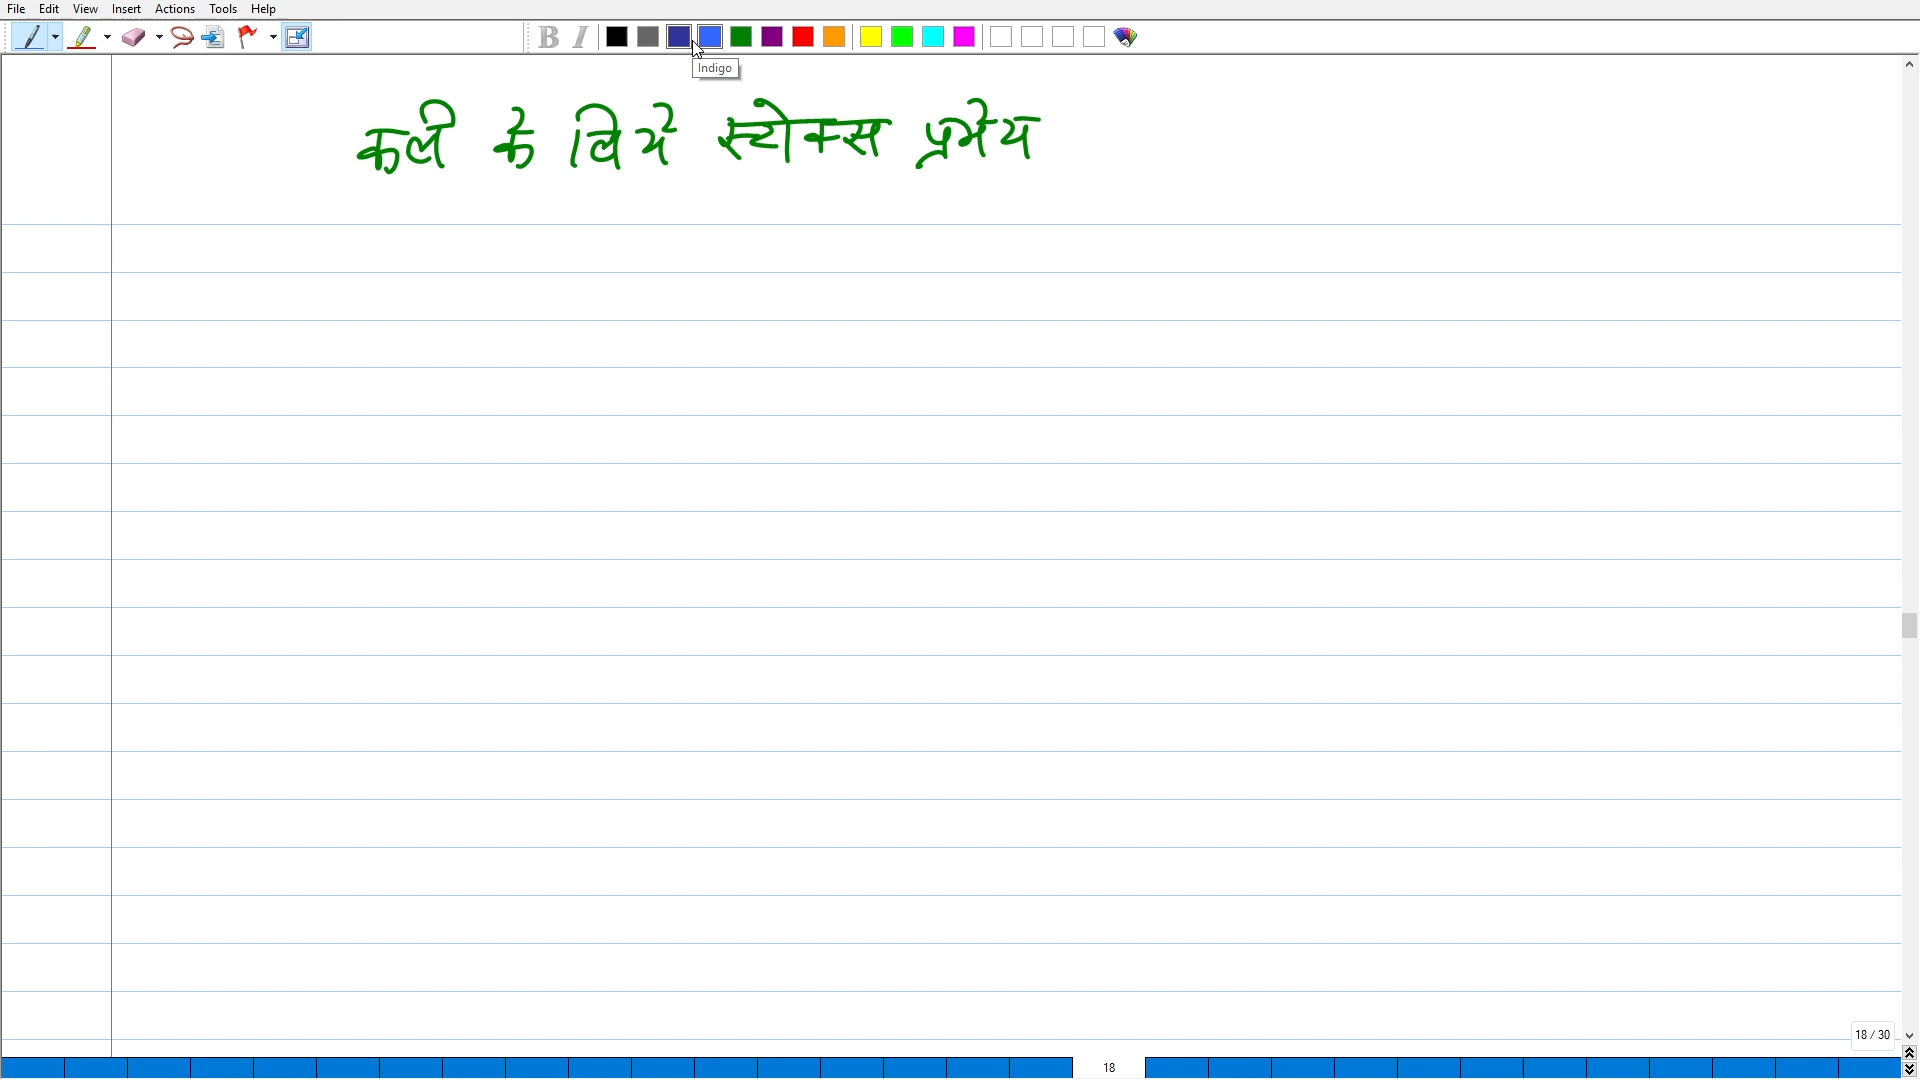 File Edit View Insert Actions Tools Help
B I
Indigo
कर्ल के लिये स्टोक्स प्रमेय
18 / 30
18